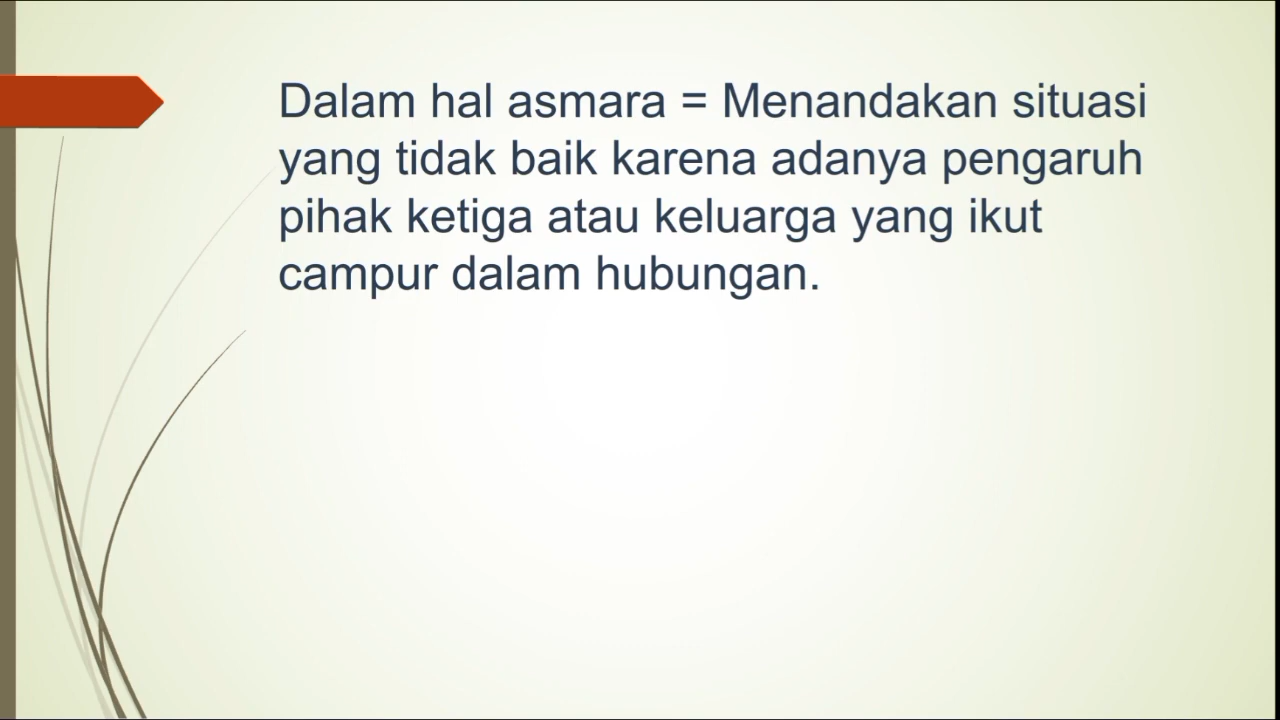 Dalam hal asmara = Menandakan situasi
yang tidak baik karena adanya pengaruh
pihak ketiga atau keluarga yang ikut
campur dalam hubungan.